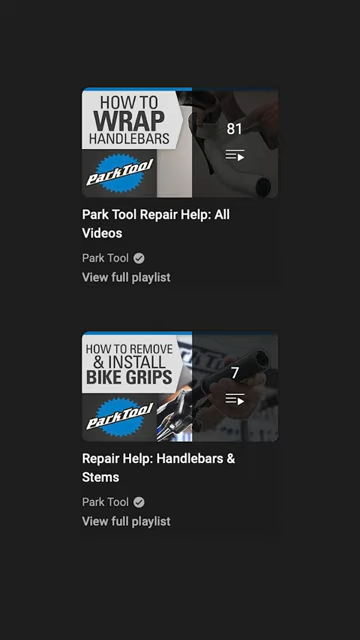 HOW TO
WRAP
HANDLEBARS
ParkTool
81
Park Tool Repair Help: All
Videos
Park Tool
View full playlist
HOW TO REMOVE
& INSTALL
BIKE GRIPS
ParkTool
7
Repair Help: Handlebars &
Stems
Park Tool
View full playlist